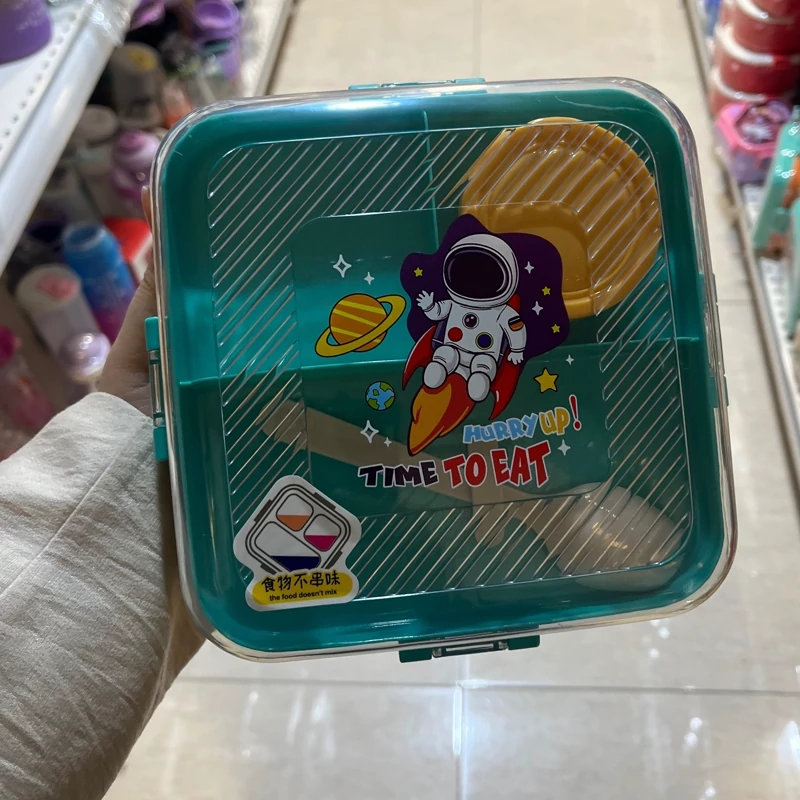 HURRY UP!
TIME TO EAT
食物不串味
the food doesn't mix